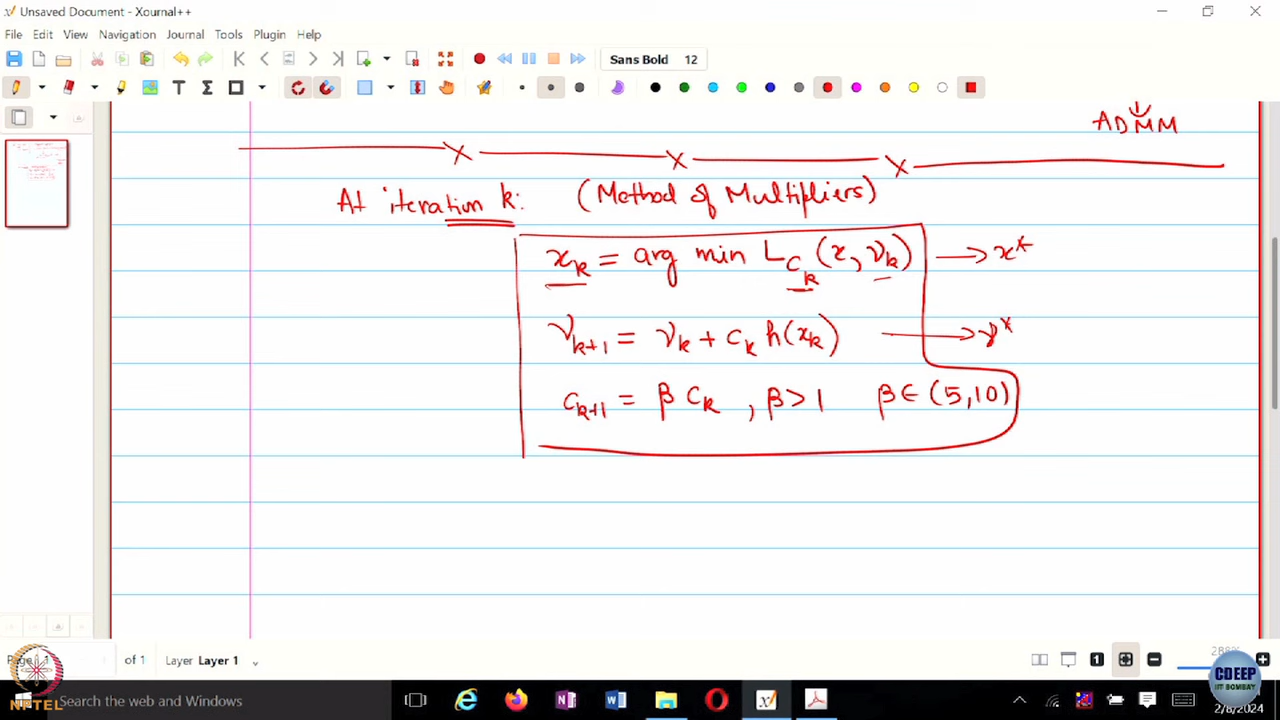 Unsaved Document - Xournal++
File Edit View Navigation Journal Tools Plugin Help
Sans Bold 12
ADMM
At iteration k: (Method of Multipliers)
x_k = arg min L_{c_k}(x, ν_k) → x*
ν_{k+1} = ν_k + c_k h(x_k) → ν*
c_{k+1} = β c_k , β > 1 β ∈ (5,10)
of 1 Layer Layer 1
Search the web and Windows
NPTEL
CDEEP
IIT BOMBAY
2/8/2024